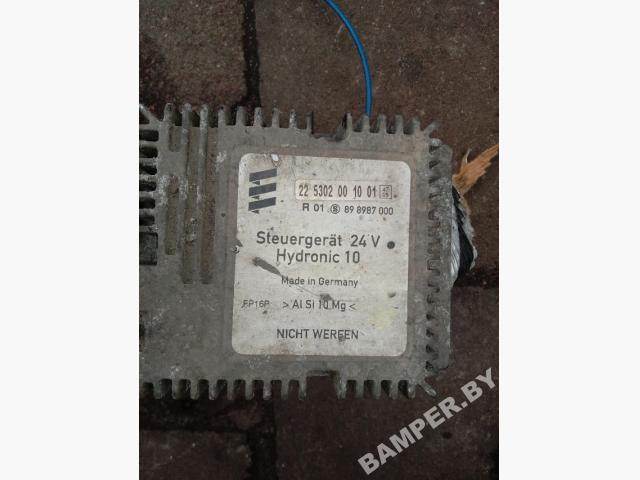 22 5302 00 10 01
R 01 S 89 8987 000
Steuergerät 24 V
Hydronic 10
Made in Germany
FP16P > Al Si 10 Mg <
NICHT WERFEN
BAMPER.BY